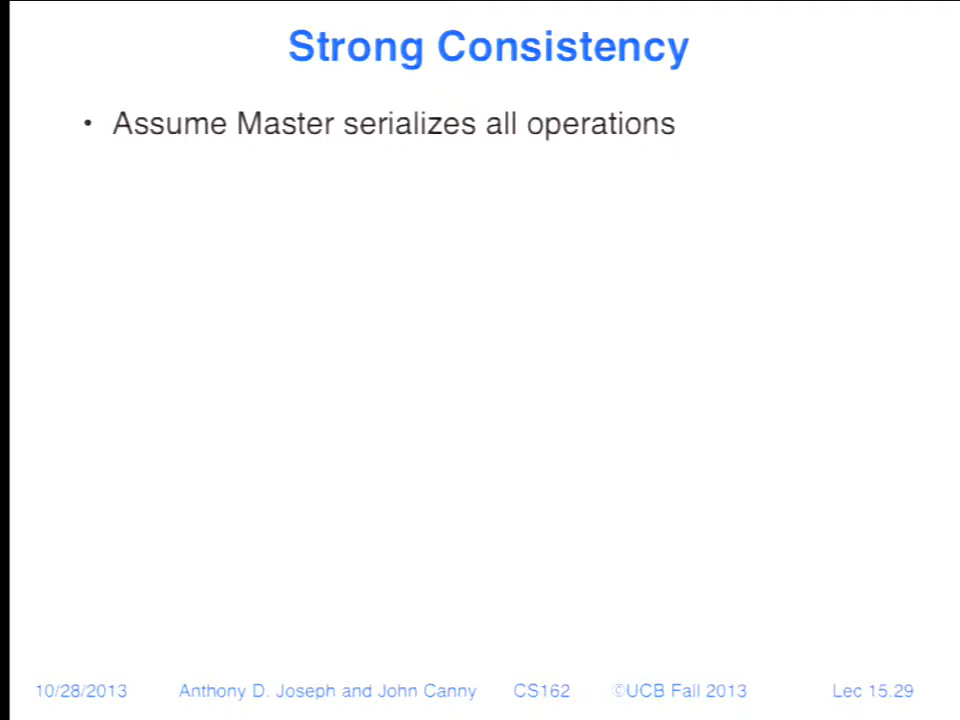 Strong Consistency
• Assume Master serializes all operations
10/28/2013 Anthony D. Joseph and John Canny CS162 ©UCB Fall 2013 Lec 15.29